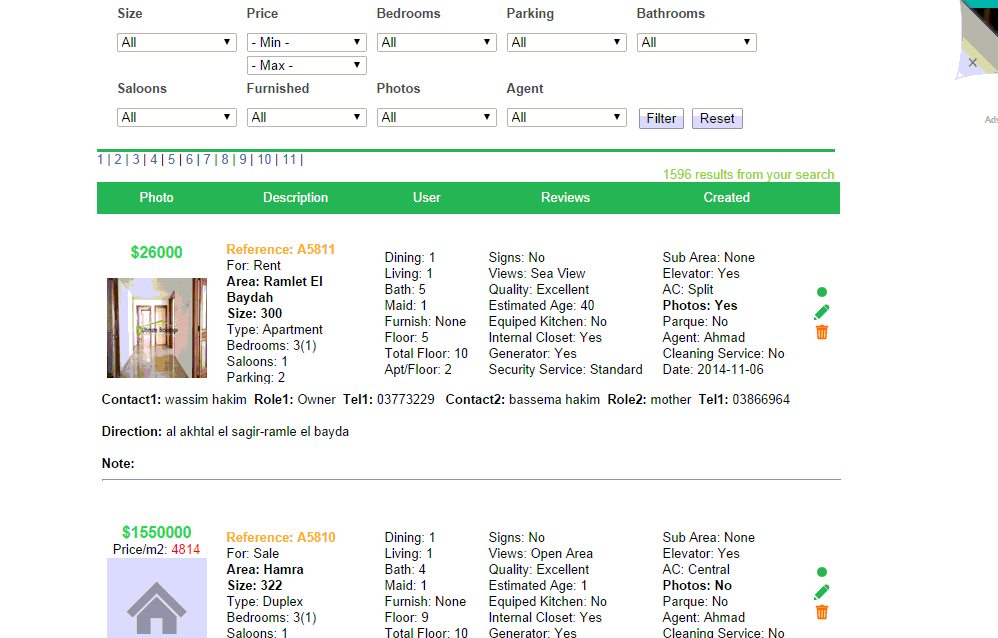 Size Price Bedrooms Parking Bathrooms
All - Min - All All All
- Max -
Saloons Furnished Photos Agent
All All All All Filter Reset
Ads
1 | 2 | 3 | 4 | 5 | 6 | 7 | 8 | 9 | 10 | 11 |
1596 results from your search
Photo Description User Reviews Created
$26000
Reference: A5811
For: Rent
Area: Ramlet El
Baydah
Size: 300
Type: Apartment
Bedrooms: 3(1)
Saloons: 1
Parking: 2
Dining: 1
Living: 1
Bath: 5
Maid: 1
Furnish: None
Floor: 5
Total Floor: 10
Apt/Floor: 2
Signs: No
Views: Sea View
Quality: Excellent
Estimated Age: 40
Equiped Kitchen: No
Internal Closet: Yes
Generator: Yes
Security Service: Standard
Sub Area: None
Elevator: Yes
AC: Split
Photos: Yes
Parque: No
Agent: Ahmad
Cleaning Service: No
Date: 2014-11-06
Contact1: wassim hakim Role1: Owner Tel1: 03773229 Contact2: bassema hakim Role2: mother Tel1: 03866964
Direction: al akhtal el sagir-ramle el bayda
Note:
$1550000
Price/m2: 4814
Reference: A5810
For: Sale
Area: Hamra
Size: 322
Type: Duplex
Bedrooms: 3(1)
Saloons: 1
Dining: 1
Living: 1
Bath: 4
Maid: 1
Furnish: None
Floor: 9
Total Floor: 10
Signs: No
Views: Open Area
Quality: Excellent
Estimated Age: 1
Equiped Kitchen: No
Internal Closet: Yes
Generator: Yes
Sub Area: None
Elevator: Yes
AC: Central
Photos: No
Parque: No
Agent: Ahmad
Cleaning Service: No